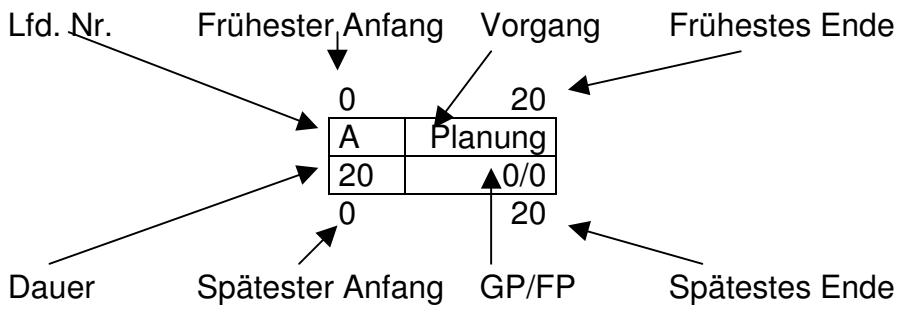 Lfd. Nr. Frühester Anfang Vorgang Frühestes Ende
0 20
A Planung
20 0/0
0 20
Dauer Spätester Anfang GP/FP Spätestes Ende